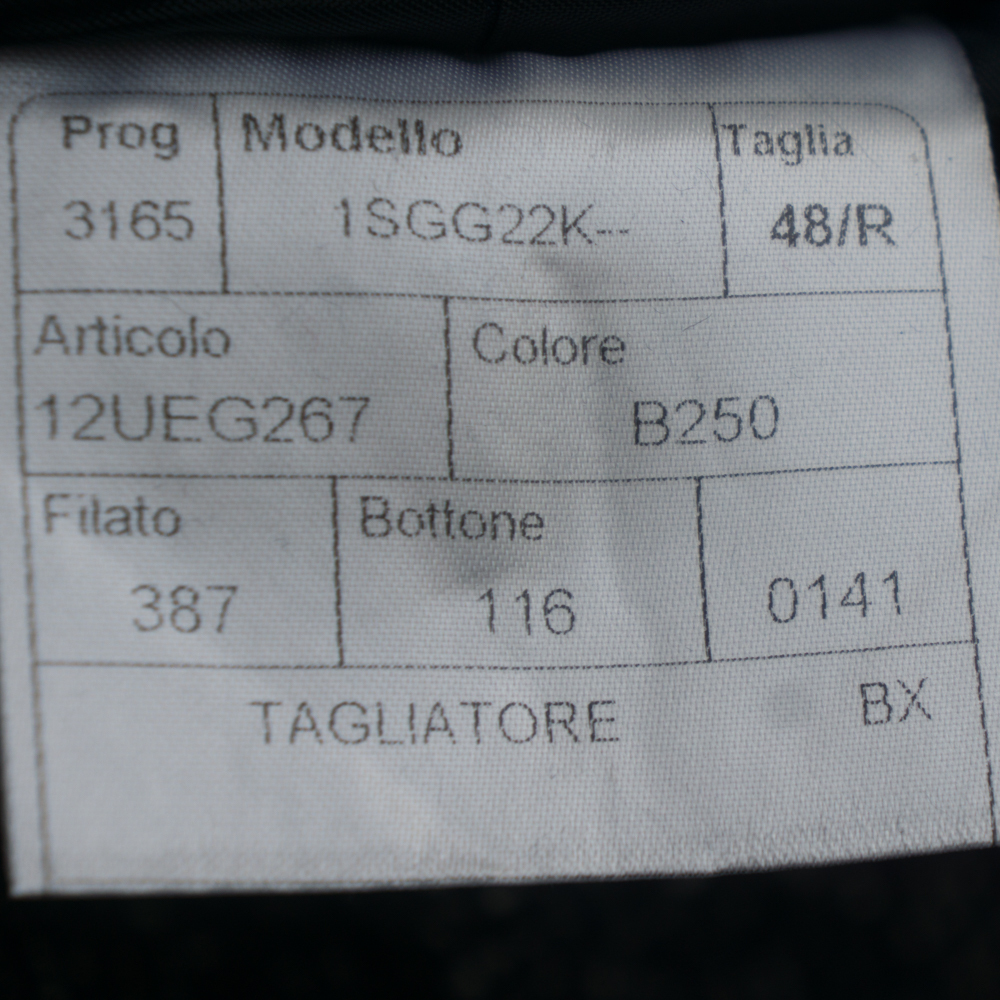 Prog Modello Taglia
3165 1SGG22K-- 48/R
Articolo Colore
12UEG267 B250
Filato Bottone
387 116 0141
TAGLIATORE BX